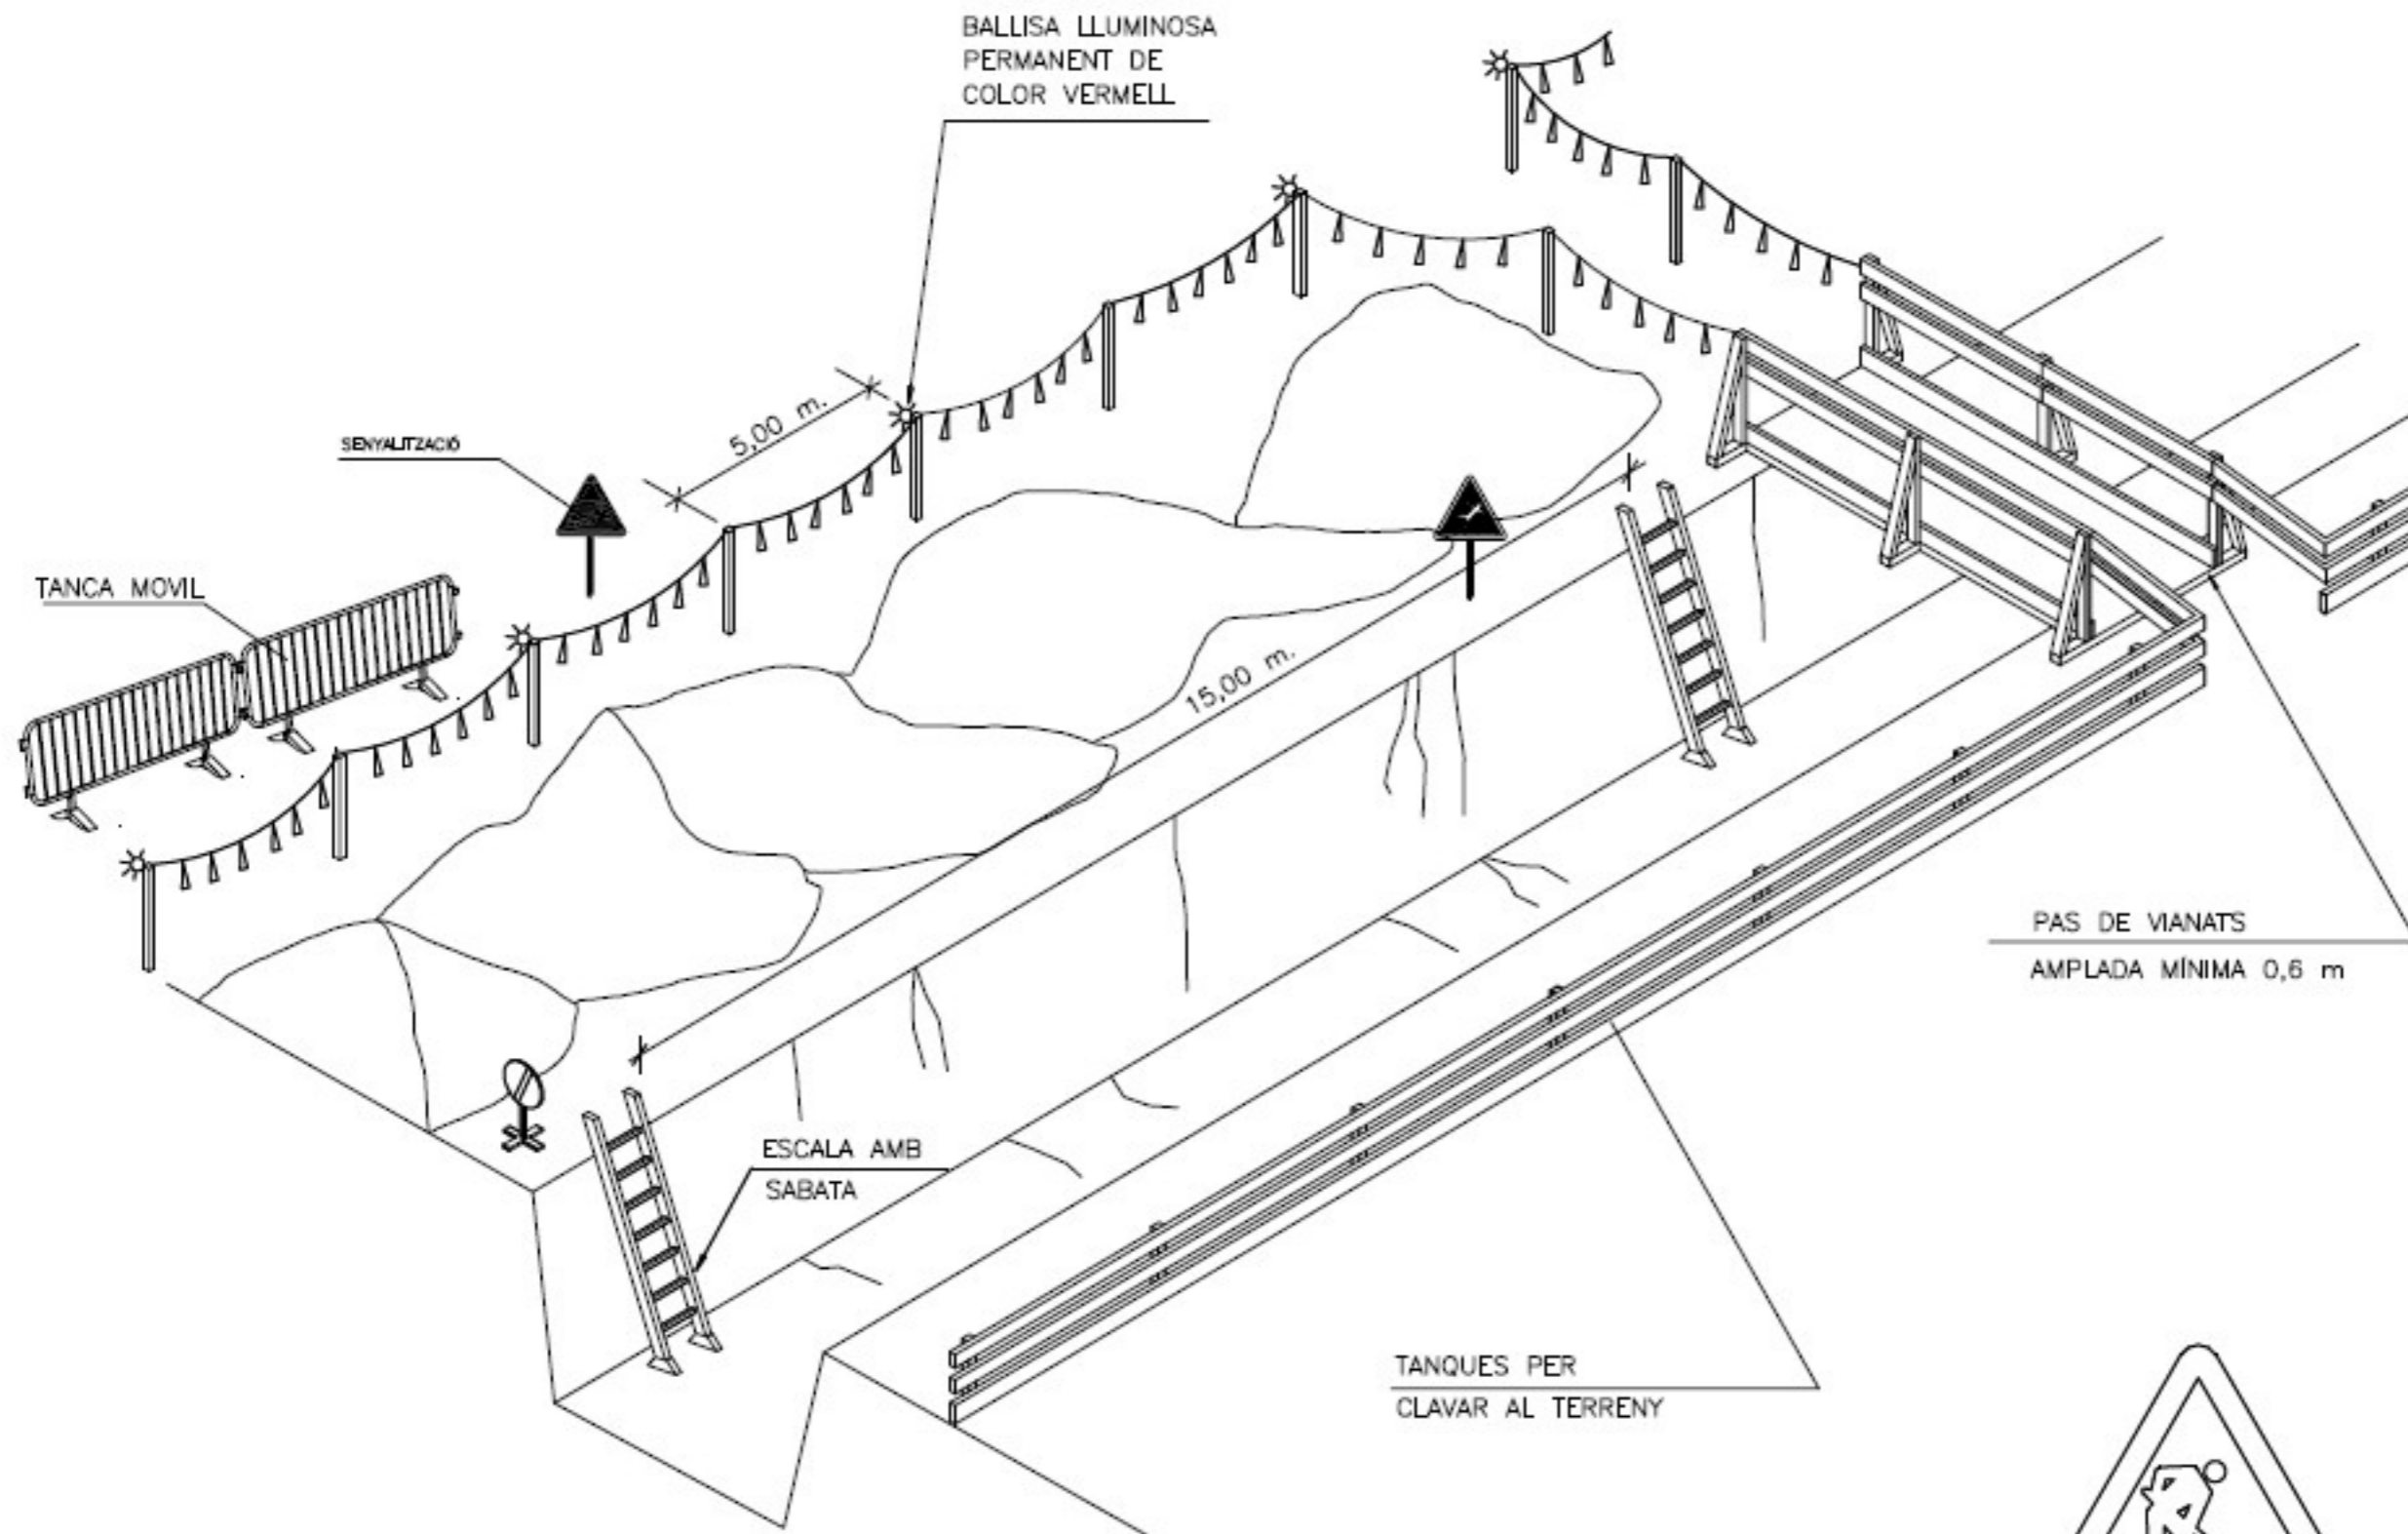 BALLISA LLUMINOSA
PERMANENT DE
COLOR VERMELL
5,00 m.
SENYALITZACIÓ
TANCA MOVIL
15,00 m.
PAS DE VIANATS
AMPLADA MÍNIMA 0,6 m
ESCALA AMB
SABATA
TANQUES PER
CLAVAR AL TERRENY